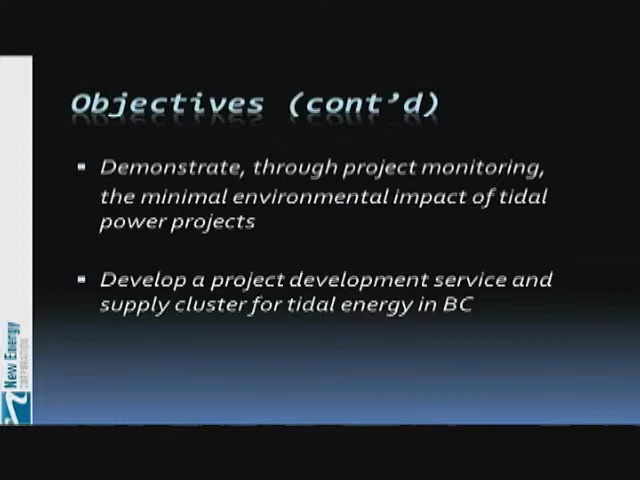 Objectives (cont'd)
Demonstrate, through project monitoring,
the minimal environmental impact of tidal
power projects
Develop a project development service and
supply cluster for tidal energy in BC
New Energy
CORPORATION